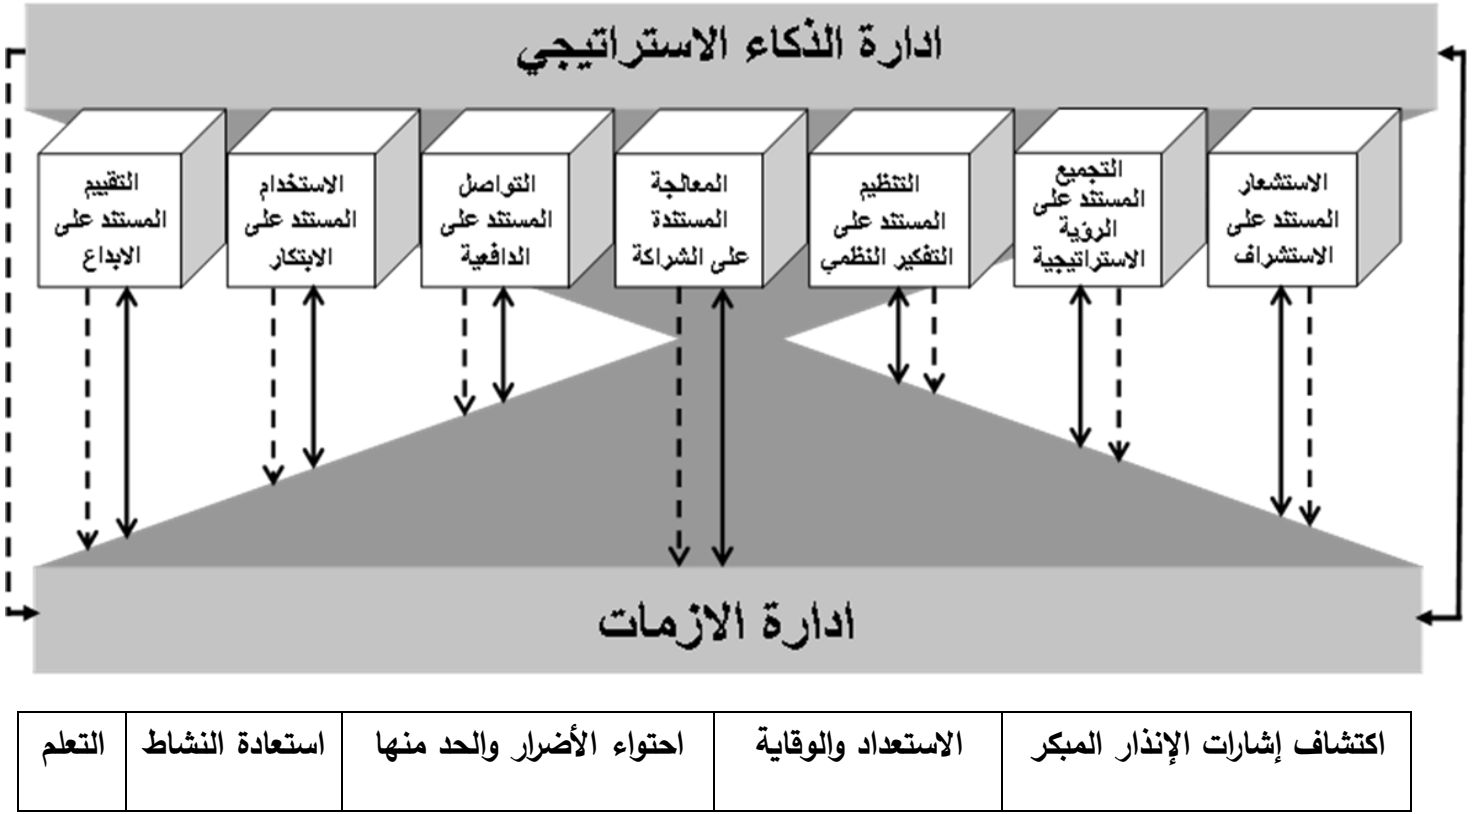 ادارة الذكاء الاستراتيجي
الاستشعار
المستند على
الاستشراف
التجميع
المستند على
الرؤية
الاستراتيجية
التنظيم
المستند على
التفكير النظمي
المعالجة
المستندة
على الشراكة
التواصل
المستند على
الدافعية
الاستخدام
المستند على
الابتكار
التقييم
المستند على
الابداع
ادارة الازمات
اكتشاف إشارات الإنذار المبكر
الاستعداد والوقاية
احتواء الأضرار والحد منها
استعادة النشاط
التعلم